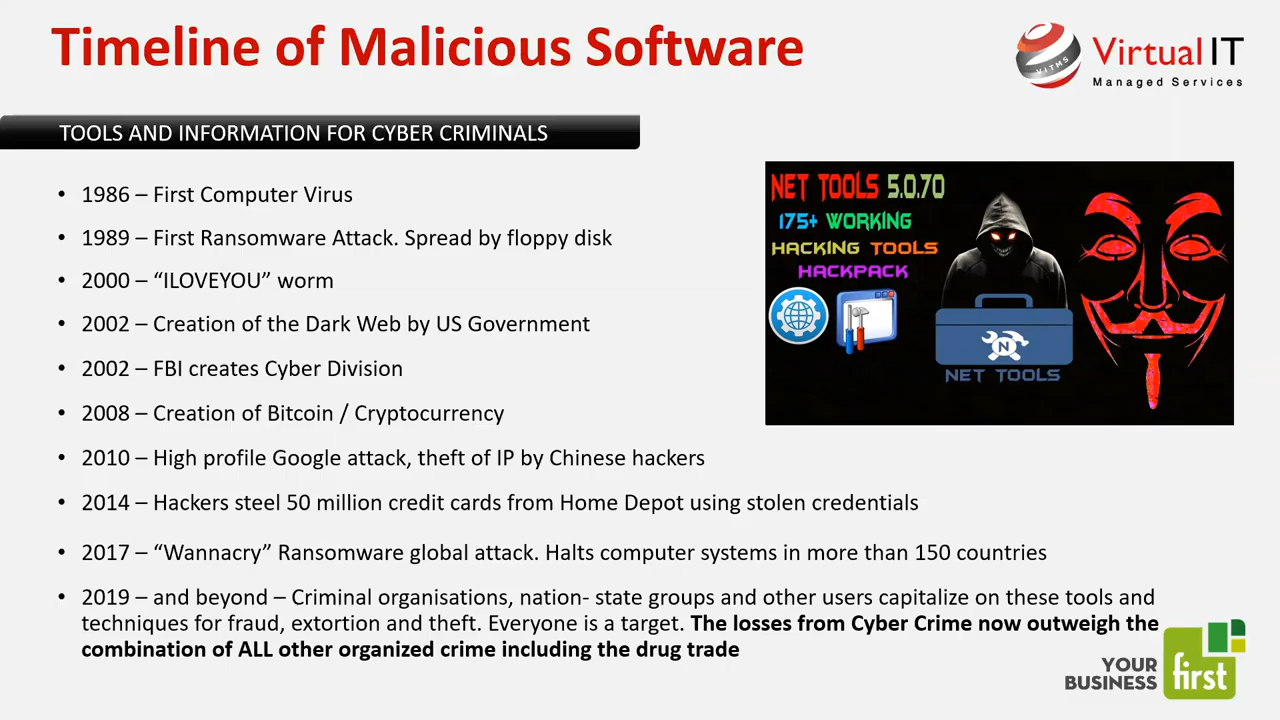 Timeline of Malicious Software
VITMS
Virtual IT
Managed Services
TOOLS AND INFORMATION FOR CYBER CRIMINALS
• 1986 – First Computer Virus
• 1989 – First Ransomware Attack. Spread by floppy disk
• 2000 – “ILOVEYOU” worm
• 2002 – Creation of the Dark Web by US Government
• 2002 – FBI creates Cyber Division
• 2008 – Creation of Bitcoin / Cryptocurrency
• 2010 – High profile Google attack, theft of IP by Chinese hackers
• 2014 – Hackers steel 50 million credit cards from Home Depot using stolen credentials
• 2017 – “Wannacry” Ransomware global attack. Halts computer systems in more than 150 countries
• 2019 – and beyond – Criminal organisations, nation- state groups and other users capitalize on these tools and
techniques for fraud, extortion and theft. Everyone is a target. The losses from Cyber Crime now outweigh the
combination of ALL other organized crime including the drug trade
NET TOOLS 5.0.70
175+ WORKING
HACKING TOOLS
HACKPACK
N
NET TOOLS
YOUR
BUSINESS
first